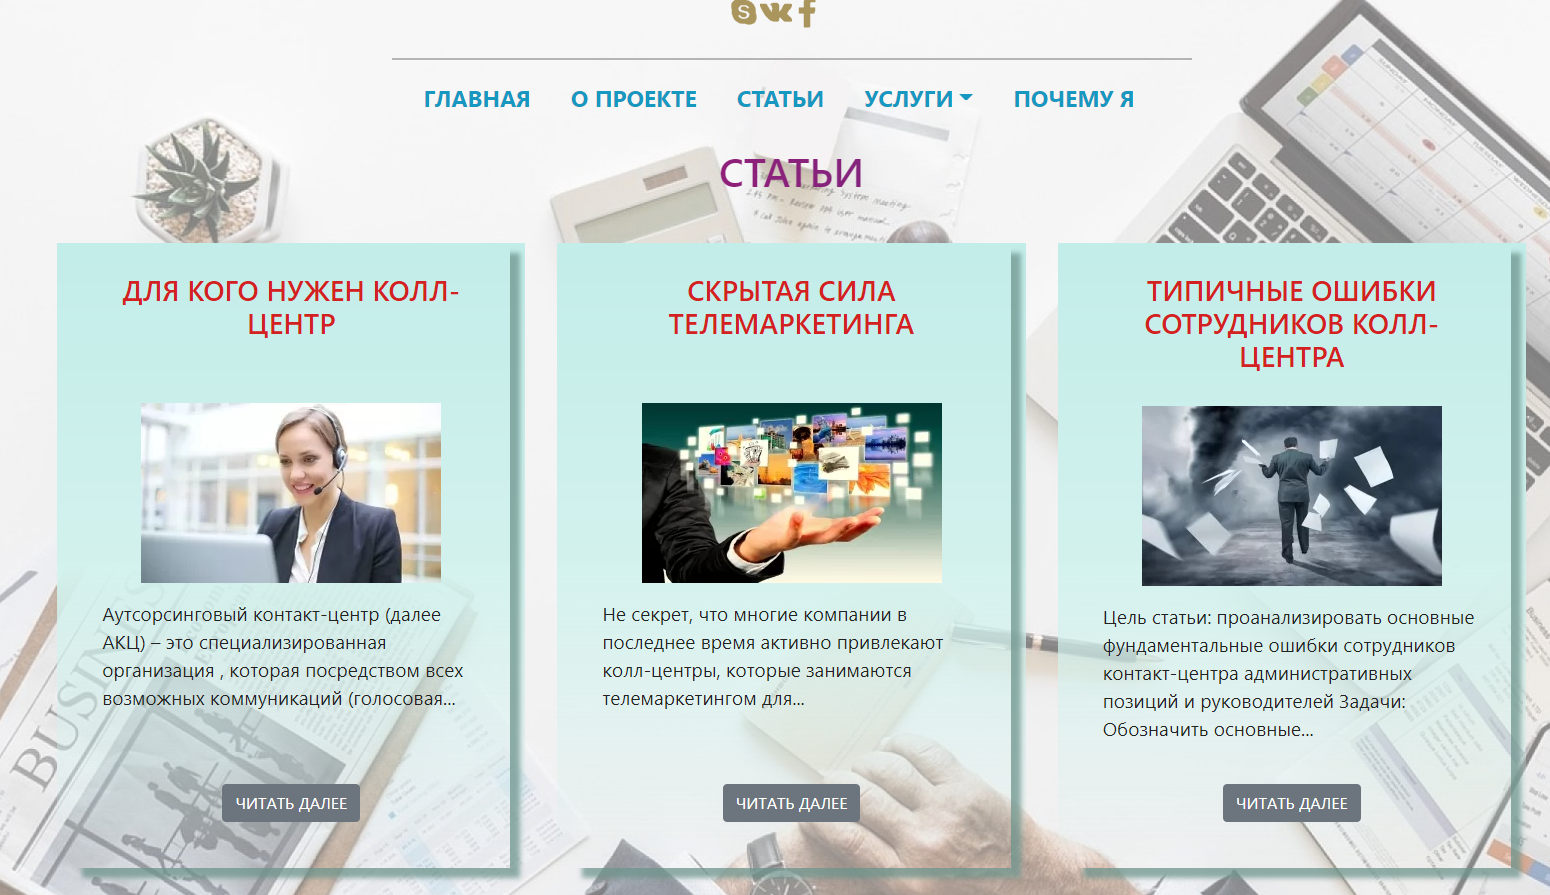 ГЛАВНАЯ
О ПРОЕКТЕ
СТАТЬИ
УСЛУГИ
ПОЧЕМУ Я
СТАТЬИ
ДЛЯ КОГО НУЖЕН КОЛЛ-
ЦЕНТР
Аутсорсинговый контакт-центр (далее
АКЦ) – это специализированная
организация , которая посредством всех
возможных коммуникаций (голосовая...
ЧИТАТЬ ДАЛЕЕ
СКРЫТАЯ СИЛА
ТЕЛЕМАРКЕТИНГА
Не секрет, что многие компании в
последнее время активно привлекают
колл-центры, которые занимаются
телемаркетингом для...
ЧИТАТЬ ДАЛЕЕ
ТИПИЧНЫЕ ОШИБКИ
СОТРУДНИКОВ КОЛЛ-
ЦЕНТРА
Цель статьи: проанализировать основные
фундаментальные ошибки сотрудников
контакт-центра административных
позиций и руководителей Задачи:
Обозначить основные...
ЧИТАТЬ ДАЛЕЕ
BUSINESS